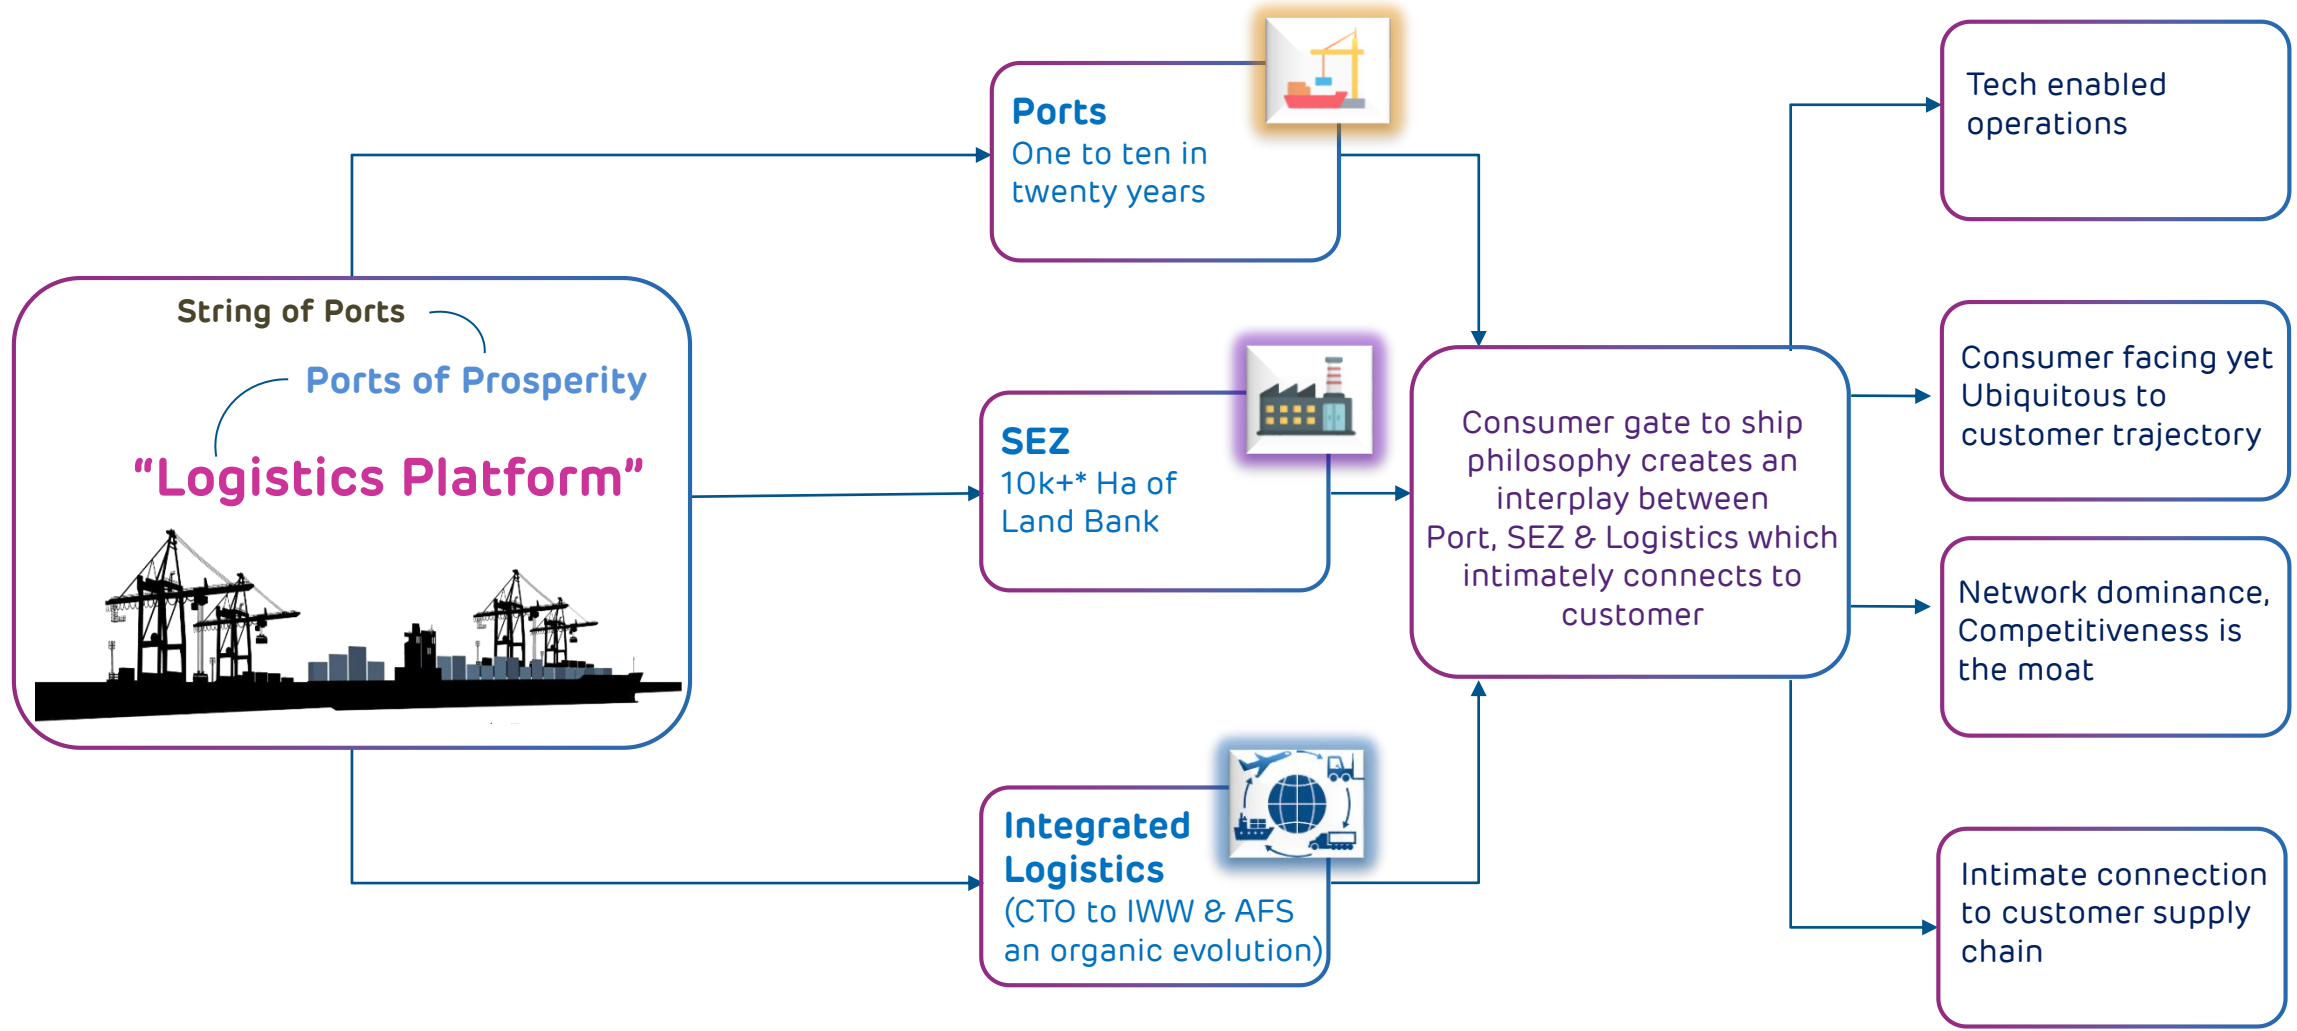 String of Ports
Ports of Prosperity
“Logistics Platform”
Ports
One to ten in
twenty years
SEZ
10k+* Ha of
Land Bank
Integrated
Logistics
(CTO to IWW & AFS
an organic evolution)
Consumer gate to ship
philosophy creates an
interplay between
Port, SEZ & Logistics which
intimately connects to
customer
Tech enabled
operations
Consumer facing yet
Ubiquitous to
customer trajectory
Network dominance,
Competitiveness is
the moat
Intimate connection
to customer supply
chain